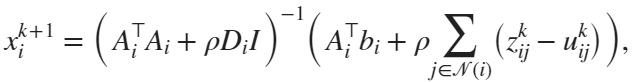 $x_i^{k+1} = \left( A_i^\top A_i + \rho D_i I \right)^{-1} \left( A_i^\top b_i + \rho \sum_{j \in \mathcal{N}(i)} \left( z_{ij}^k - u_{ij}^k \right) \right),$